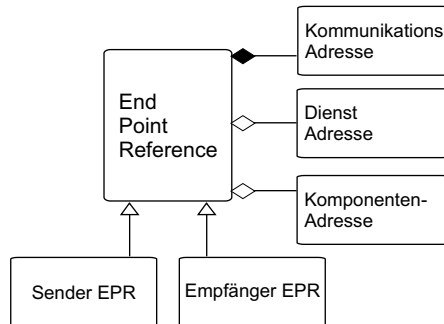 Kommunikations
Adresse
End
Point
Reference
Dienst
Adresse
Komponenten-
Adresse
Sender EPR
Empfänger EPR